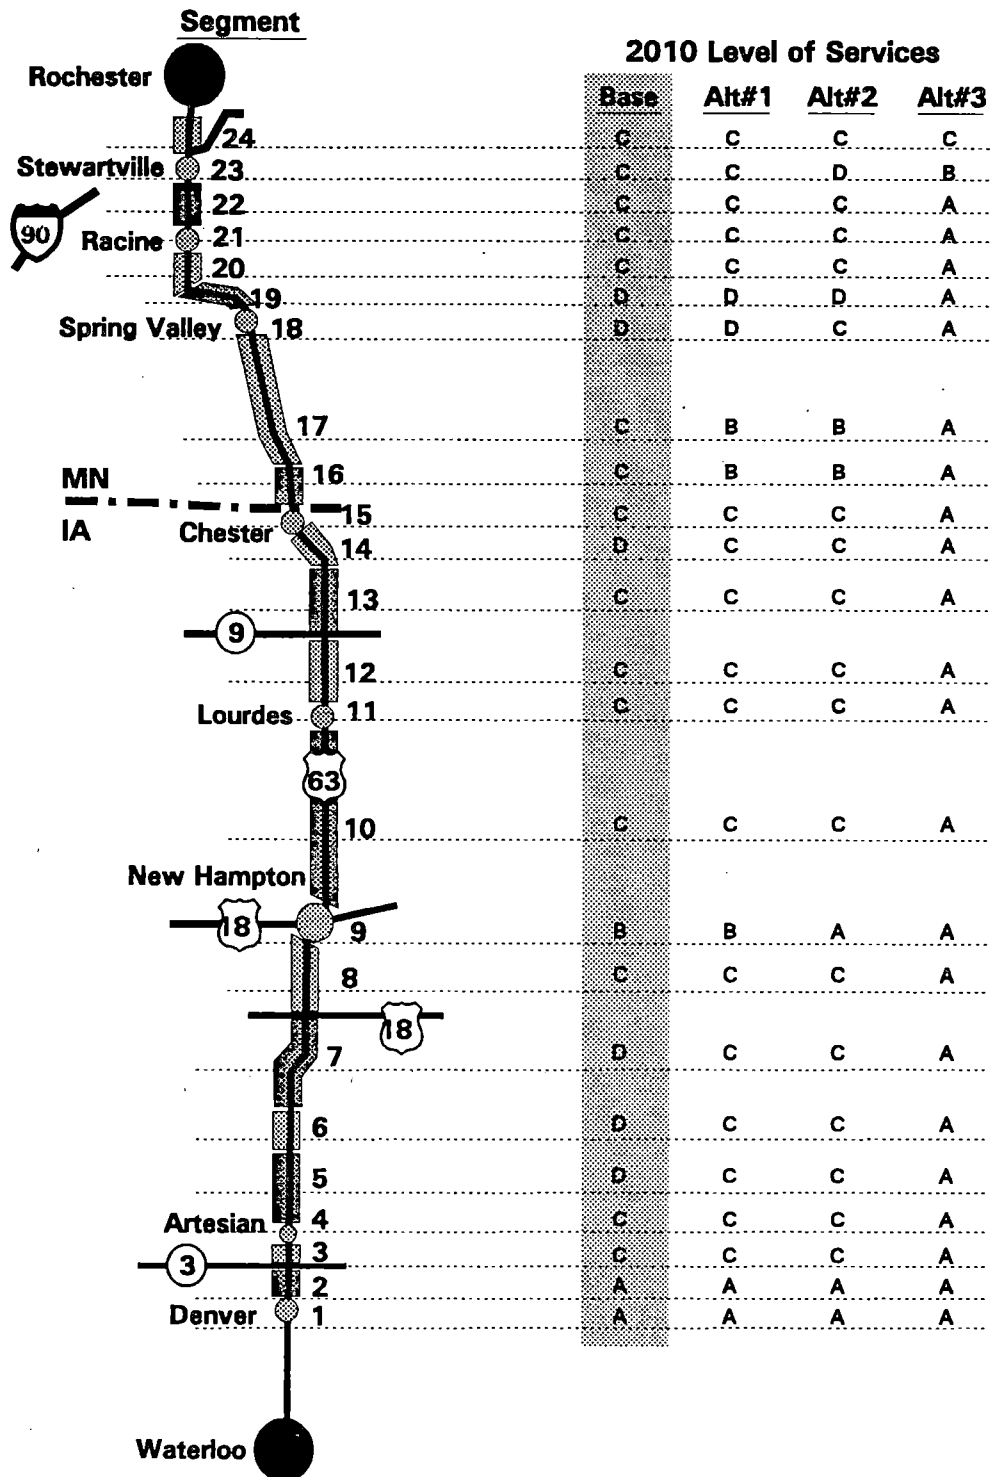 Segment
2010 Level of Services
Rochester
Base Alt#1 Alt#2 Alt#3
24 C C C C
Stewartville 23 C C D B
22 C C C A
90
Racine 21 C C C A
20 C C C A
19 D D D A
Spring Valley 18 D D C A
17 C B B A
16 C B B A
MN
15 C C C A
IA
Chester
14 D C C A
13 C C C A
9
12 C C C A
Lourdes 11 C C C A
63
10 C C C A
New Hampton
18
9 B B A A
8 C C C A
18
7 D C C A
6 D C C A
5 D C C A
Artesian 4 C C C A
3 C C C A
3
2 A A A A
Denver 1 A A A A
Waterloo